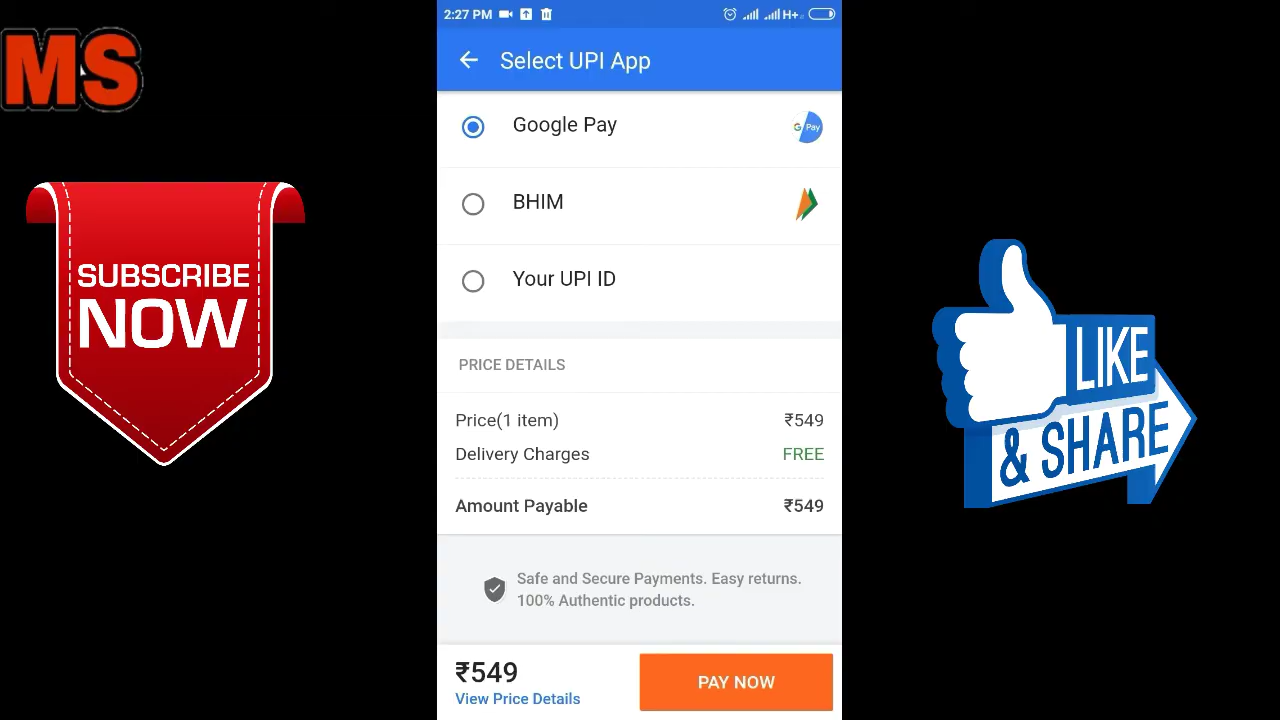 MS
SUBSCRIBE
NOW
2:27 PM
H+
Select UPI App
Google Pay
G Pay
BHIM
Your UPI ID
PRICE DETAILS
Price(1 item) ₹549
Delivery Charges FREE
Amount Payable ₹549
Safe and Secure Payments. Easy returns.
100% Authentic products.
₹549
View Price Details
PAY NOW
LIKE
& SHARE